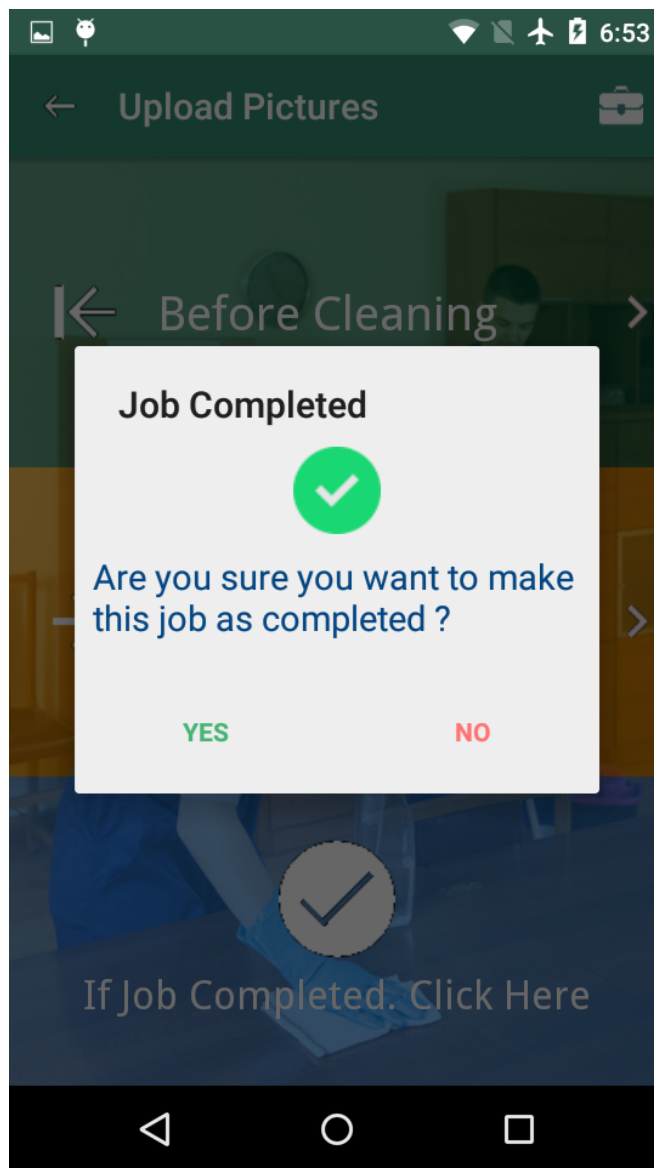 6:53
Upload Pictures
Before Cleaning
Job Completed
Are you sure you want to make
this job as completed ?
YES NO
If Job Completed. Click Here